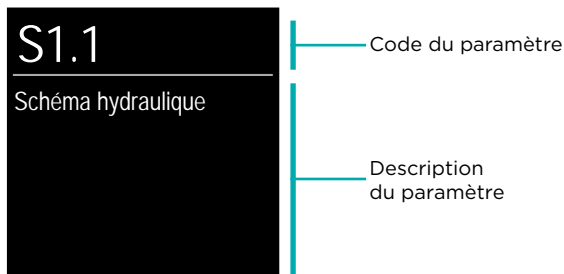 S1.1
Code du paramètre
Schéma hydraulique
Description
du paramètre